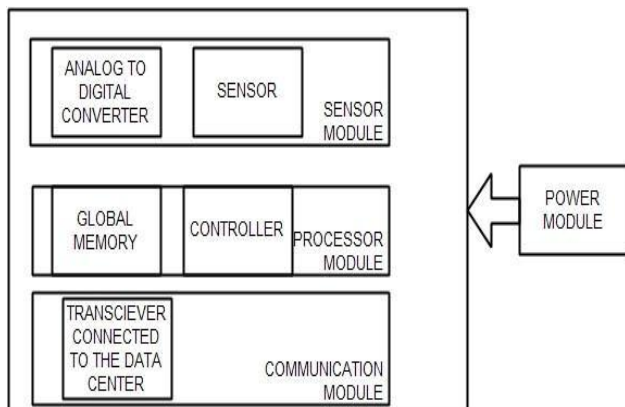 ANALOG TO
DIGITAL
CONVERTER
SENSOR
SENSOR
MODULE
GLOBAL
MEMORY
CONTROLLER
PROCESSOR
MODULE
TRANSCIEVER
CONNECTED
TO THE DATA
CENTER
COMMUNICATION
MODULE
POWER
MODULE